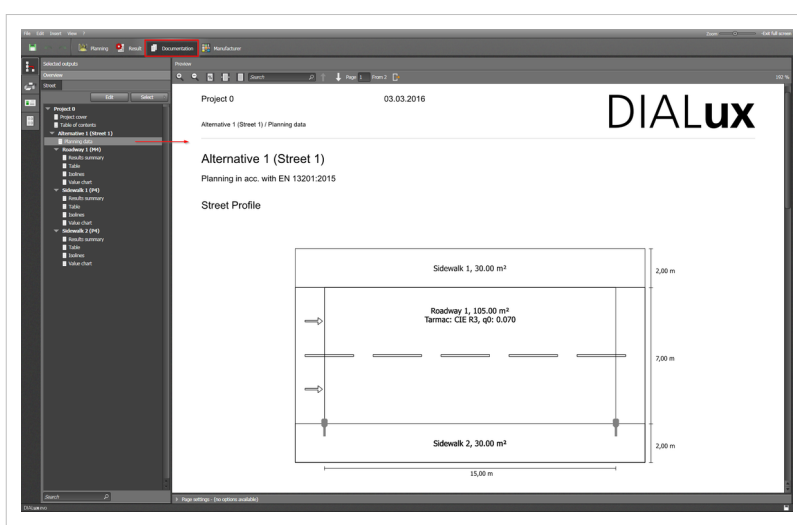 File Edit Insert View ?
Zoom
Exit full screen
Planning
Result
Documentation
Manufacturer
Selected outputs
Overview
Street
Edit
Select
Project 0
Project cover
Table of contents
Alternative 1 (Street 1)
Planning data
Roadway 1 (M4)
Results summary
Table
Isolines
Value chart
Sidewalk 1 (P4)
Results summary
Table
Isolines
Value chart
Sidewalk 2 (P4)
Results summary
Table
Isolines
Value chart
Search
Preview
Search
Page 1 From 2
192 %
Project 0
03.03.2016
DIALux
Alternative 1 (Street 1) / Planning data
Alternative 1 (Street 1)
Planning in acc. with EN 13201:2015
Street Profile
Sidewalk 1, 30.00 m²
2,00 m
Roadway 1, 105.00 m²
Tarmac: CIE R3, q0: 0.070
7,00 m
Sidewalk 2, 30.00 m²
2,00 m
15,00 m
Page settings - (no options available)
DIALux evo